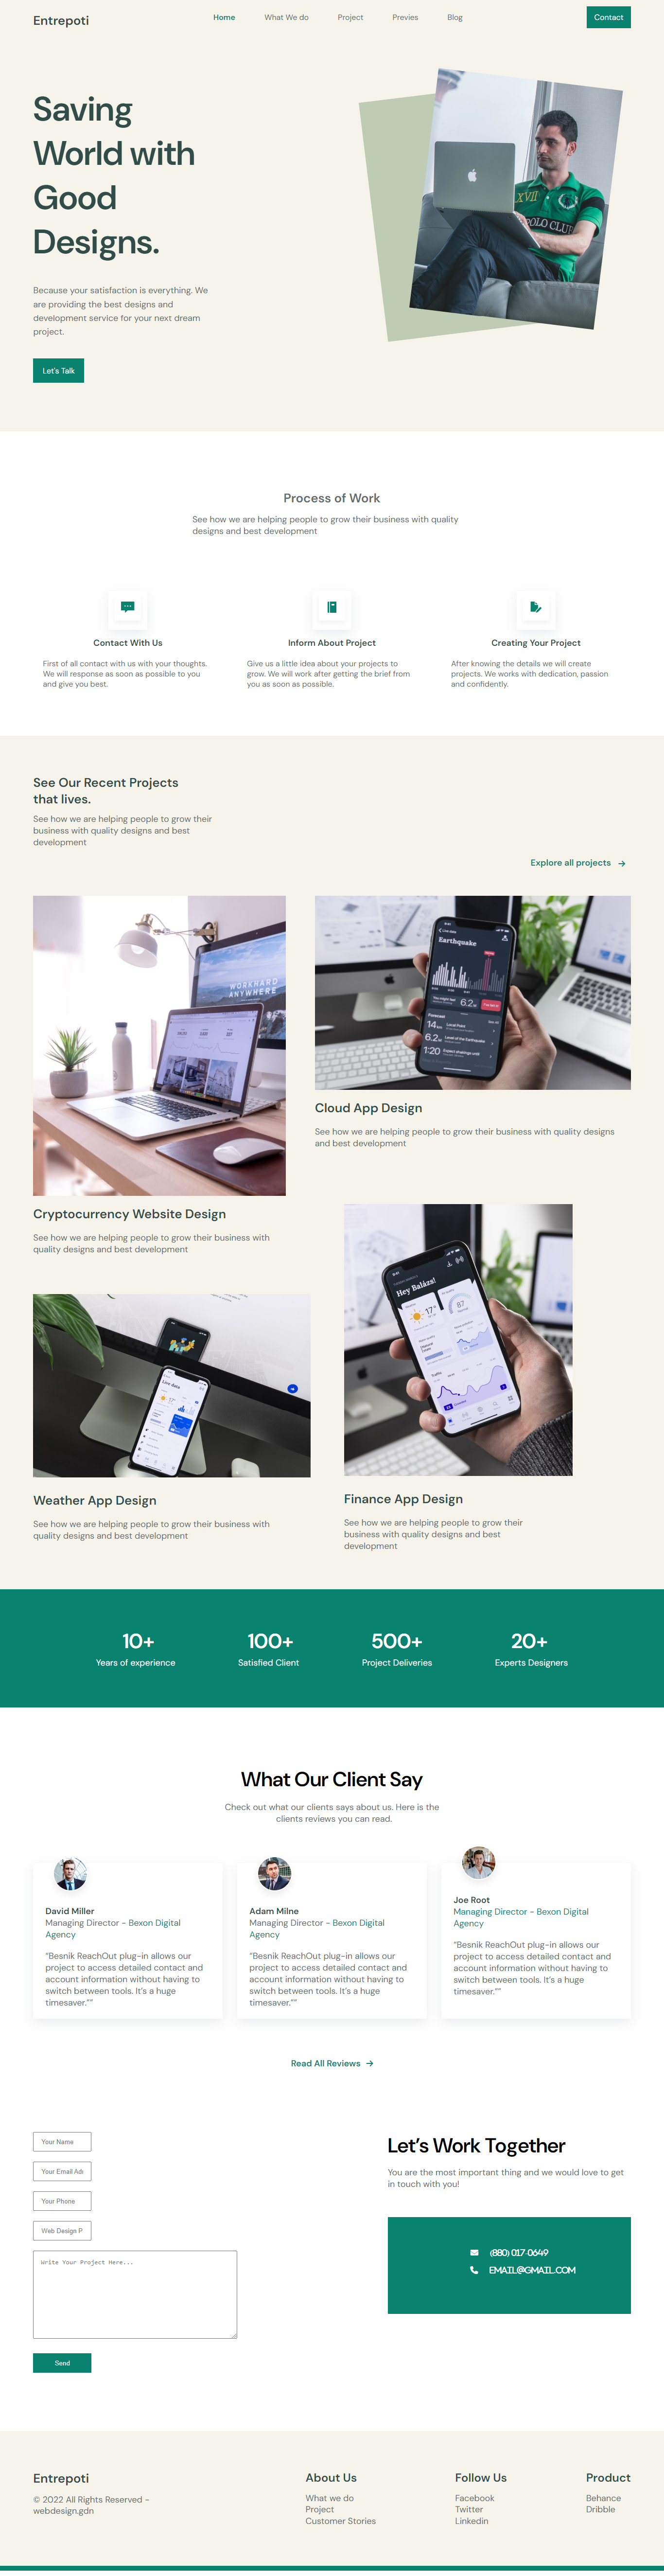 Entrepoti
Home
What We do
Project
Previes
Blog
Contact
Saving
World with
Good
Designs.
Because your satisfaction is everything. We
are providing the best designs and
development service for your next dream
project.
Let's Talk
XVII
POLO CLUB
Process of Work
See how we are helping people to grow their business with quality
designs and best development
Contact With Us
First of all contact with us with your thoughts.
We will response as soon as possible to you
and give you best.
Inform About Project
Give us a little idea about your projects to
grow. We will work after getting the brief from
you as soon as possible.
Creating Your Project
After knowing the details we will create
projects. We works with dedication, passion
and confidently.
See Our Recent Projects
that lives.
See how we are helping people to grow their
business with quality designs and best
development
Explore all projects
WORKHARD
ANYWHERE
Cryptocurrency Website Design
See how we are helping people to grow their business with
quality designs and best development
Earthquake
Forecast
Cloud App Design
See how we are helping people to grow their business with quality designs
and best development
Live data
Weather App Design
See how we are helping people to grow their business with
quality designs and best development
Hey Balázs!
17°
87
Finance App Design
See how we are helping people to grow their
business with quality designs and best
development
10+
Years of experience
100+
Satisfied Client
500+
Project Deliveries
20+
Experts Designers
What Our Client Say
Check out what our clients says about us. Here is the
clients reviews you can read.
David Miller
Managing Director - Bexon Digital
Agency
“Besnik ReachOut plug-in allows our
project to access detailed contact and
account information without having to
switch between tools. It’s a huge
timesaver.””
Adam Milne
Managing Director - Bexon Digital
Agency
“Besnik ReachOut plug-in allows our
project to access detailed contact and
account information without having to
switch between tools. It’s a huge
timesaver.””
Joe Root
Managing Director - Bexon Digital
Agency
“Besnik ReachOut plug-in allows our
project to access detailed contact and
account information without having to
switch between tools. It’s a huge
timesaver.””
Read All Reviews
Your Name
Your Email Ad
Your Phone
Web Design P
Write Your Project Here...
Send
Let’s Work Together
You are the most important thing and we would love to get
in touch with you!
(880) 017-0649
EMAIL@GMAIL.COM
Entrepoti
© 2022 All Rights Reserved -
webdesign.gdn
About Us
What we do
Project
Customer Stories
Follow Us
Facebook
Twitter
Linkedin
Product
Behance
Dribble